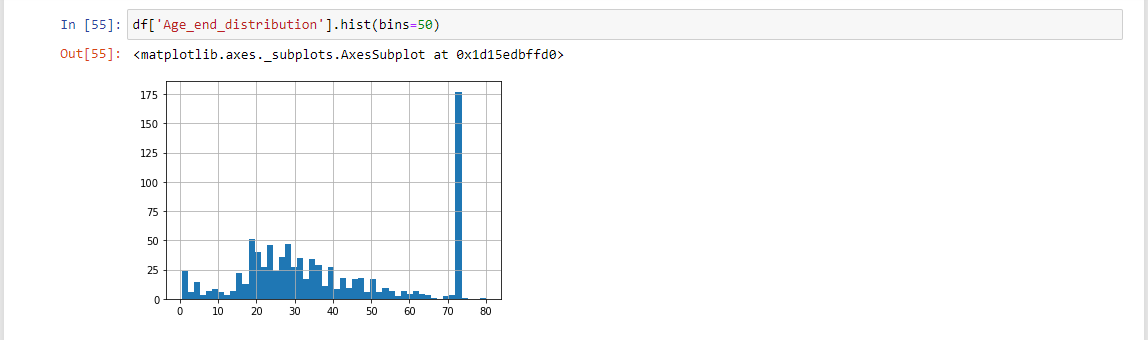 In [55]: df['Age_end_distribution'].hist(bins=50)
Out[55]: <matplotlib.axes._subplots.AxesSubplot at 0x1d15edbffd0>
175
150
125
100
75
50
25
0
0 10 20 30 40 50 60 70 80